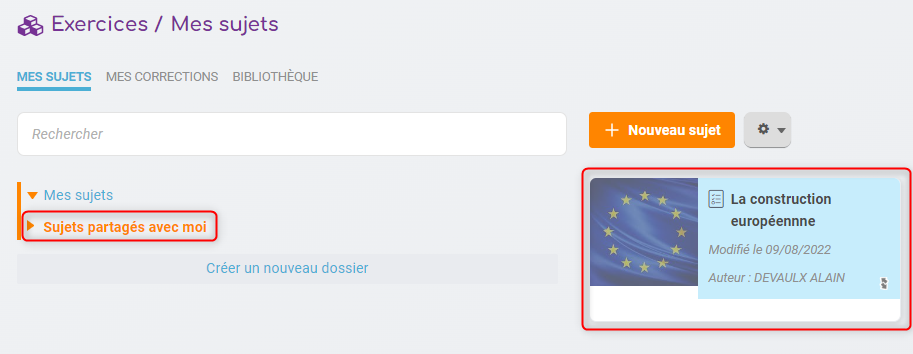 Exercices / Mes sujets
MES SUJETS MES CORRECTIONS BIBLIOTHÈQUE
Rechercher
Nouveau sujet
Mes sujets
Sujets partagés avec moi
Créer un nouveau dossier
La construction
europénnne
Modifié le 09/08/2022
Auteur : DEVAULX ALAIN